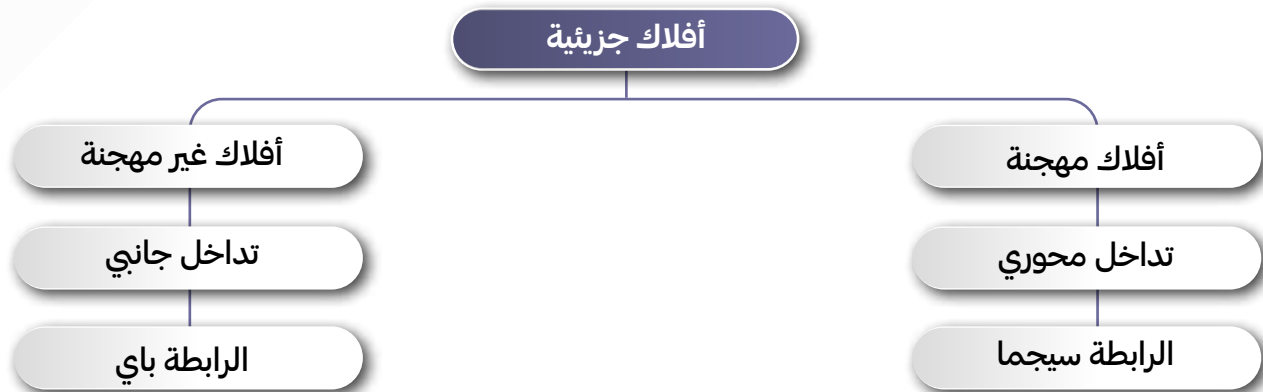 أفلاك جزيئية
أفلاك مهجنة
أفلاك غير مهجنة
تداخل محوري
تداخل جانبي
الرابطة سيجما
الرابطة باي